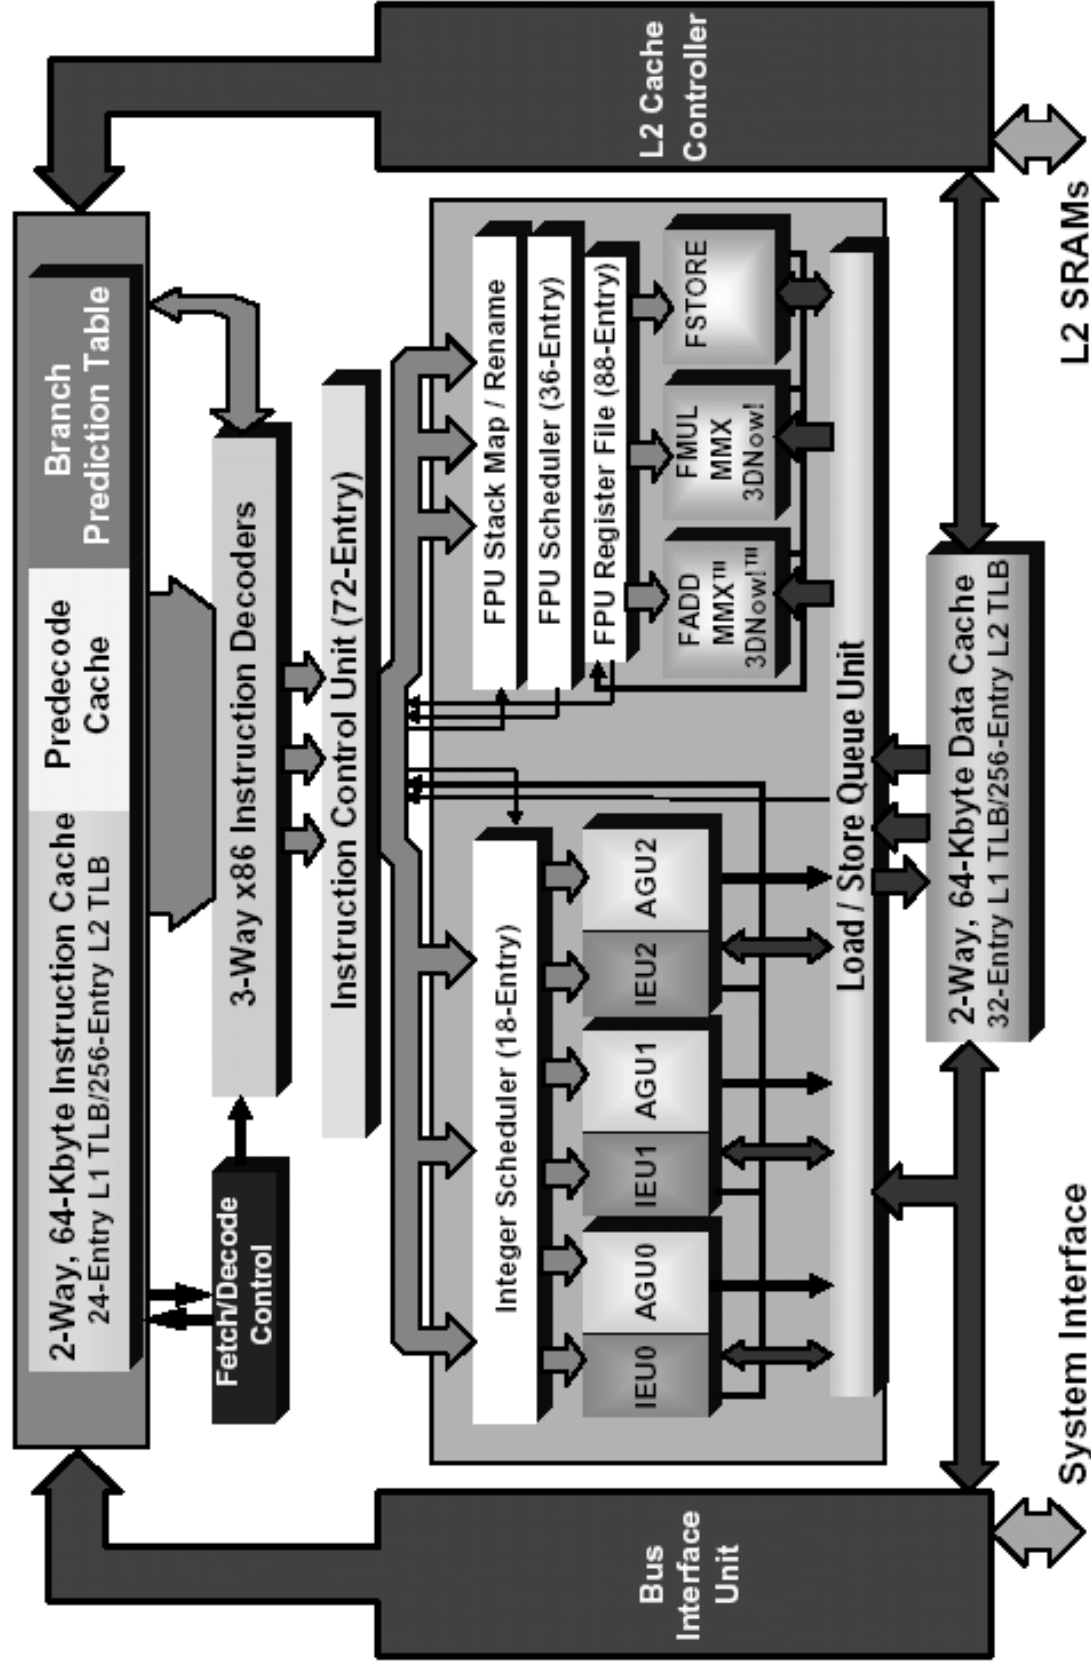 2-Way, 64-Kbyte Instruction Cache
24-Entry L1 TLB/256-Entry L2 TLB
Predecode
Cache
Branch
Prediction Table
Fetch/Decode
Control
3-Way x86 Instruction Decoders
Instruction Control Unit (72-Entry)
Integer Scheduler (18-Entry)
FPU Stack Map / Rename
FPU Scheduler (36-Entry)
FPU Register File (88-Entry)
IEU0
AGU0
IEU1
AGU1
IEU2
AGU2
FADD
MMX™
3DNow!™
FMUL
MMX
3DNow!
FSTORE
Load / Store Queue Unit
Bus
Interface
Unit
L2 Cache
Controller
2-Way, 64-Kbyte Data Cache
32-Entry L1 TLB/256-Entry L2 TLB
System Interface
L2 SRAMs